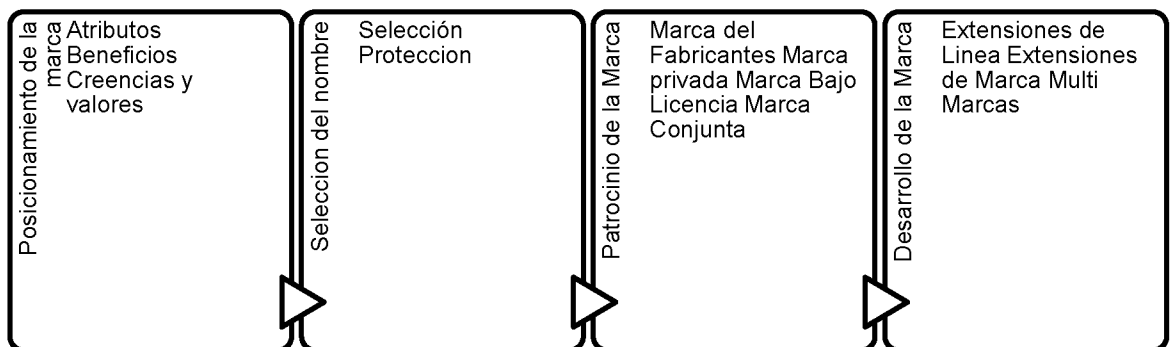 Posicionamiento de la
marca
Atributos
Beneficios
Creencias y
valores
Seleccion del nombre
Selección
Proteccion
Patrocinio de la Marca
Marca del
Fabricantes Marca
privada Marca Bajo
Licencia Marca
Conjunta
Desarrollo de la Marca
Extensiones de
Linea Extensiones
de Marca Multi
Marcas